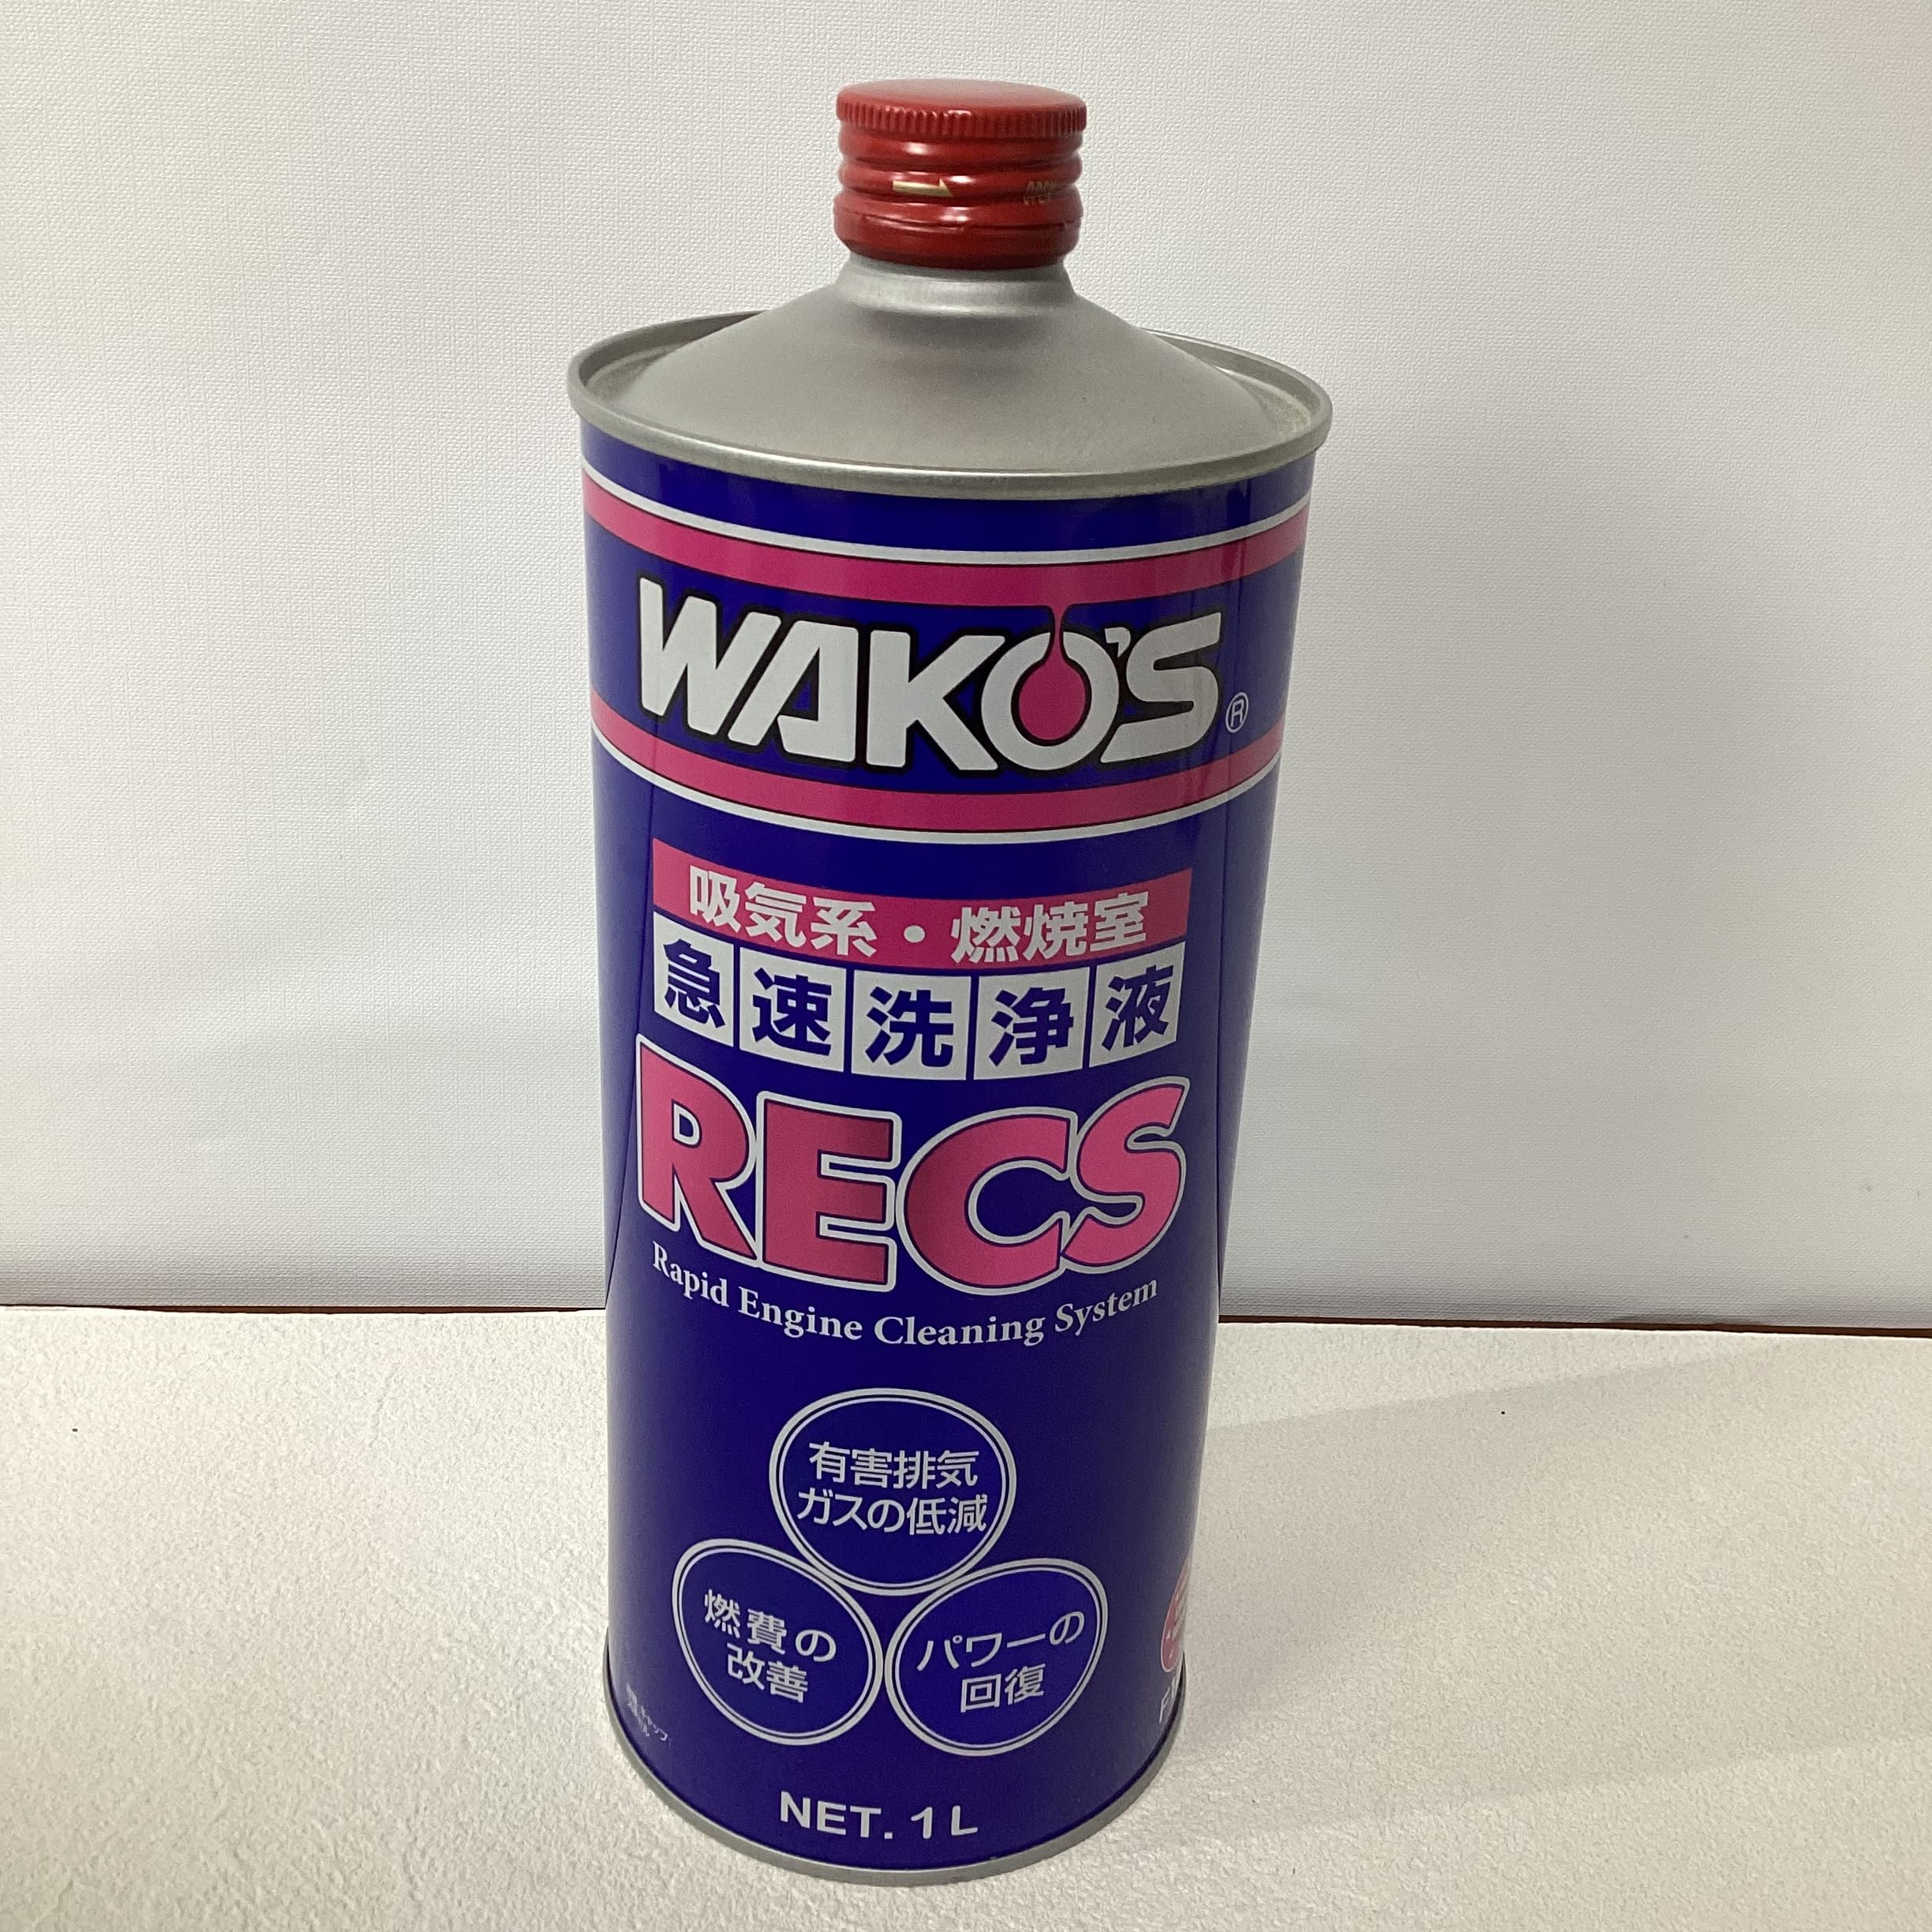 WAKO'S®
吸気系・燃焼室
急速洗浄液
RECS
Rapid Engine Cleaning System
有害排気
ガスの低減
燃費の
改善
パワーの
回復
NET. 1L